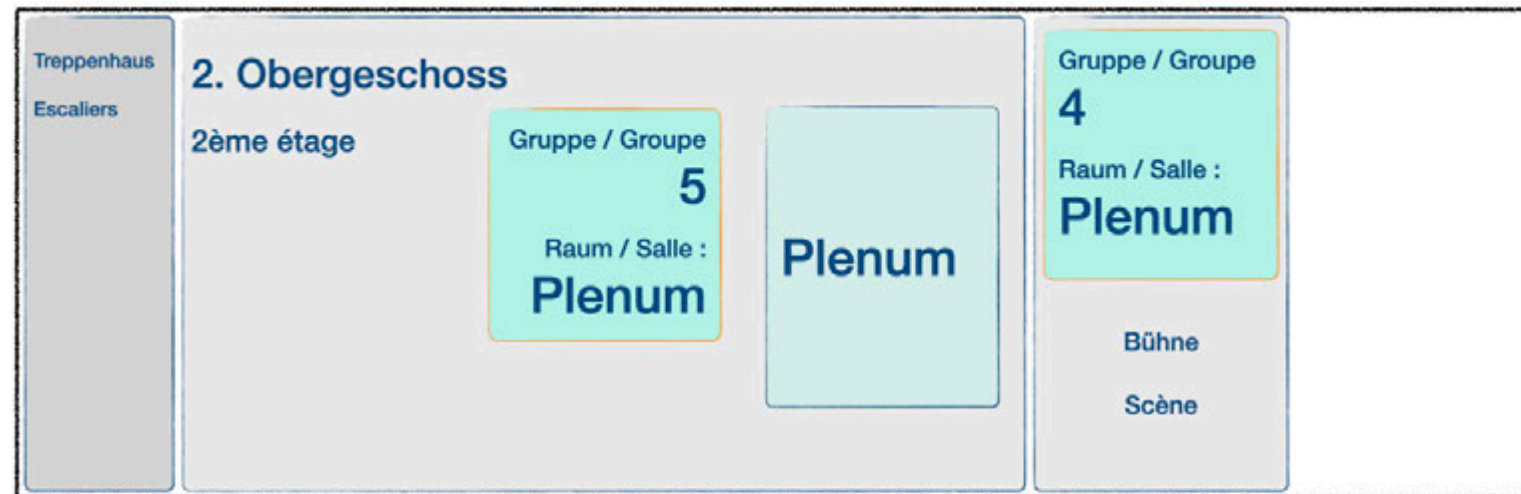 Treppenhaus
Escaliers
2. Obergeschoss
2ème étage
Gruppe / Groupe
5
Raum / Salle :
Plenum
Plenum
Gruppe / Groupe
4
Raum / Salle :
Plenum
Bühne
Scène